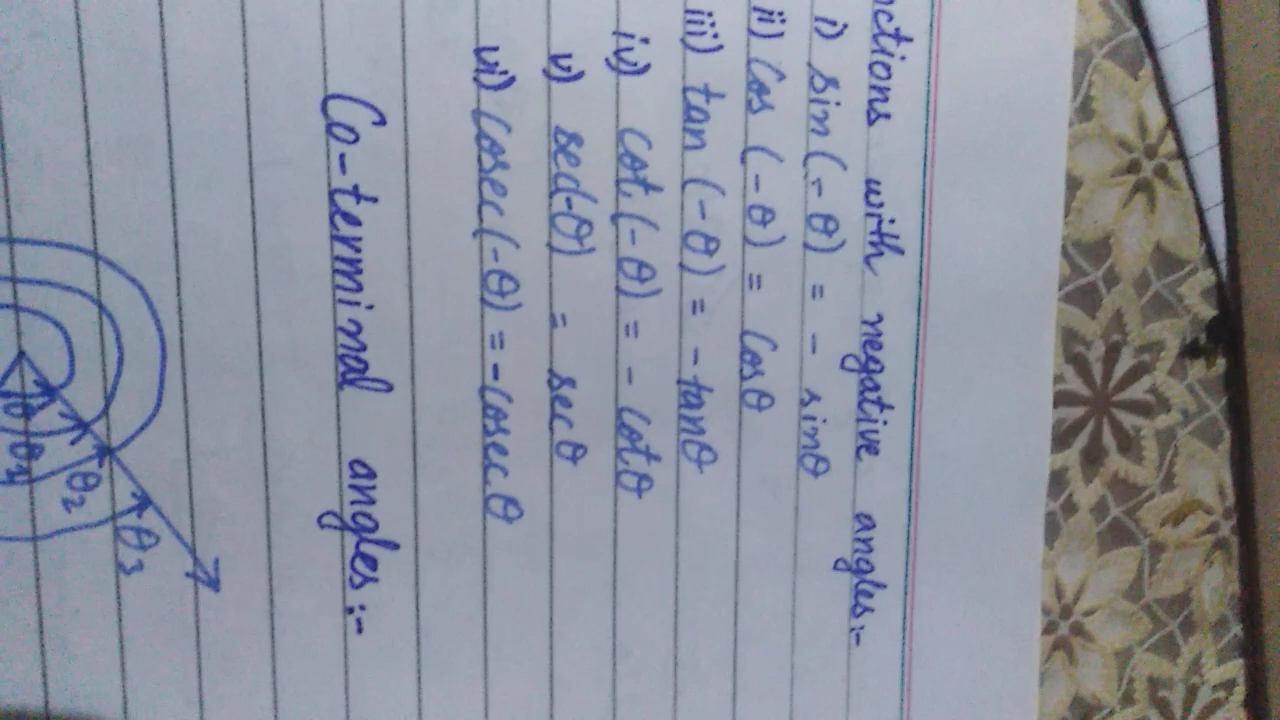 nctions with negative angles:-
i) sin(-θ) = - sinθ
ii) Cos (-θ) = Cosθ
iii) tan (-θ) = -tanθ
iv) Cot (-θ) = - Cotθ
v) sec(-θ) = secθ
vi) Cosec(-θ) = -Cosec θ
Co-terminal angles:-
θ3
θ2
θ1
θ